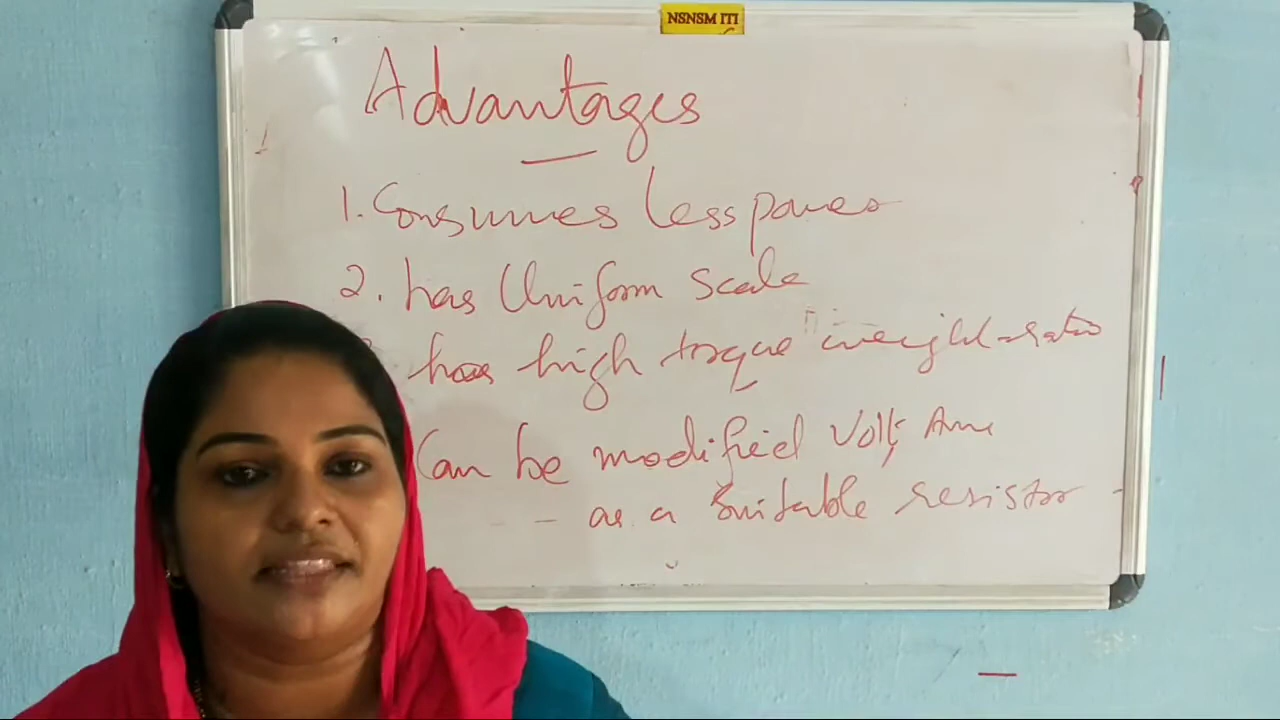 NSNSM ITI
Advantages
1. Consumes less power
2. has Uniform scale
has high torque weight ratio
Can be modified Volt, Am
as a suitable resistor